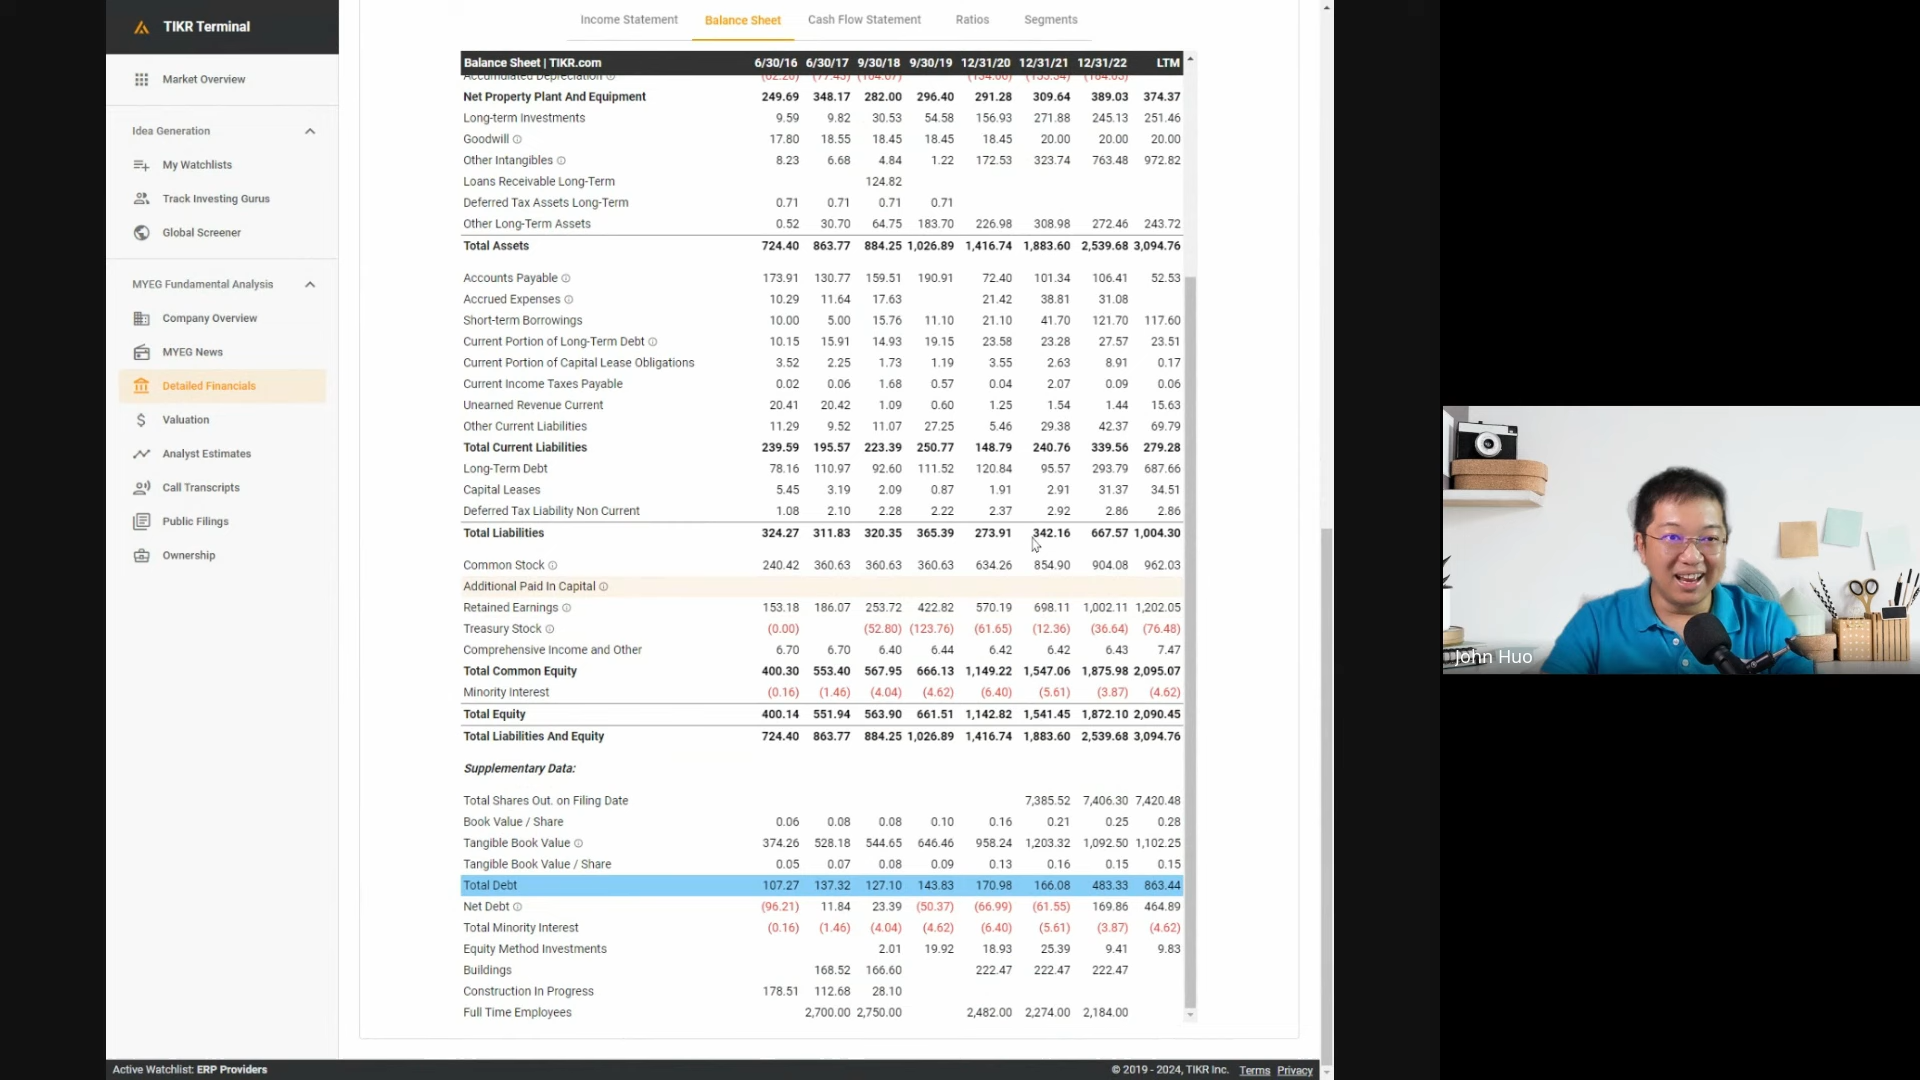 TIKR Terminal
Market Overview
Idea Generation
My Watchlists
Track Investing Gurus
Global Screener
MYEG Fundamental Analysis
Company Overview
MYEG News
Detailed Financials
Valuation
Analyst Estimates
Call Transcripts
Public Filings
Ownership
Income Statement Balance Sheet Cash Flow Statement Ratios Segments
Balance Sheet | TIKR.com 6/30/16 6/30/17 9/30/18 9/30/19 12/31/20 12/31/21 12/31/22 LTM
Accumulated Depreciation
Net Property Plant And Equipment 249.69 348.17 282.00 296.40 291.28 309.64 389.03 374.37
Long-term Investments 9.59 9.82 30.53 54.58 156.93 271.88 245.13 251.46
Goodwill 17.80 18.55 18.45 18.45 18.45 20.00 20.00 20.00
Other Intangibles 8.23 6.68 4.84 1.22 172.53 323.74 763.48 972.82
Loans Receivable Long-Term 124.82
Deferred Tax Assets Long-Term 0.71 0.71 0.71 0.71
Other Long-Term Assets 0.52 30.70 64.75 183.70 226.98 308.98 272.46 243.72
Total Assets 724.40 863.77 884.25 1,026.89 1,416.74 1,883.60 2,539.68 3,094.76
Accounts Payable 173.91 130.77 159.51 190.91 72.40 101.34 106.41 52.53
Accrued Expenses 10.29 11.64 17.63 21.42 38.81 31.08
Short-term Borrowings 10.00 5.00 15.76 11.10 21.10 41.70 121.70 117.60
Current Portion of Long-Term Debt 10.15 15.91 14.93 19.15 23.58 23.28 27.57 23.51
Current Portion of Capital Lease Obligations 3.52 2.25 1.73 1.19 3.55 2.63 8.91 0.17
Current Income Taxes Payable 0.02 0.06 1.68 0.57 0.04 2.07 0.09 0.06
Unearned Revenue Current 20.41 20.42 1.09 0.60 1.25 1.54 1.44 15.63
Other Current Liabilities 11.29 9.52 11.07 27.25 5.46 29.38 42.37 69.79
Total Current Liabilities 239.59 195.57 223.39 250.77 148.79 240.76 339.56 279.28
Long-Term Debt 78.16 110.97 92.60 111.52 120.84 95.57 293.79 687.66
Capital Leases 5.45 3.19 2.09 0.87 1.91 2.91 31.37 34.51
Deferred Tax Liability Non Current 1.08 2.10 2.28 2.22 2.37 2.92 2.86 2.86
Total Liabilities 324.27 311.83 320.35 365.39 273.91 342.16 667.57 1,004.30
Common Stock 240.42 360.63 360.63 360.63 634.26 854.90 904.08 962.03
Additional Paid In Capital
Retained Earnings 153.18 186.07 253.72 422.82 570.19 698.11 1,002.11 1,202.05
Treasury Stock (0.00) (52.80) (123.76) (61.65) (12.36) (36.64) (76.48)
Comprehensive Income and Other 6.70 6.70 6.40 6.44 6.42 6.42 6.43 7.47
Total Common Equity 400.30 553.40 567.95 666.13 1,149.22 1,547.06 1,875.98 2,095.07
Minority Interest (0.16) (1.46) (4.04) (4.62) (6.40) (5.61) (3.87) (4.62)
Total Equity 400.14 551.94 563.90 661.51 1,142.82 1,541.45 1,872.10 2,090.45
Total Liabilities And Equity 724.40 863.77 884.25 1,026.89 1,416.74 1,883.60 2,539.68 3,094.76
Supplementary Data:
Total Shares Out. on Filing Date 7,385.52 7,406.30 7,420.48
Book Value / Share 0.06 0.08 0.08 0.10 0.16 0.21 0.25 0.28
Tangible Book Value 374.26 528.18 544.65 646.46 958.24 1,203.32 1,092.50 1,102.25
Tangible Book Value / Share 0.05 0.07 0.08 0.09 0.13 0.16 0.15 0.15
Total Debt 107.27 137.32 127.10 143.83 170.98 166.08 483.33 863.44
Net Debt (96.21) 11.84 23.39 (50.37) (66.99) (61.55) 169.86 464.89
Total Minority Interest (0.16) (1.46) (4.04) (4.62) (6.40) (5.61) (3.87) (4.62)
Equity Method Investments 2.01 19.92 18.93 25.39 9.41 9.83
Buildings 168.52 166.60 222.47 222.47 222.47
Construction In Progress 178.51 112.68 28.10
Full Time Employees 2,700.00 2,750.00 2,482.00 2,274.00 2,184.00
Active Watchlist: ERP Providers
© 2019 - 2024, TIKR Inc. Terms Privacy
John Huo